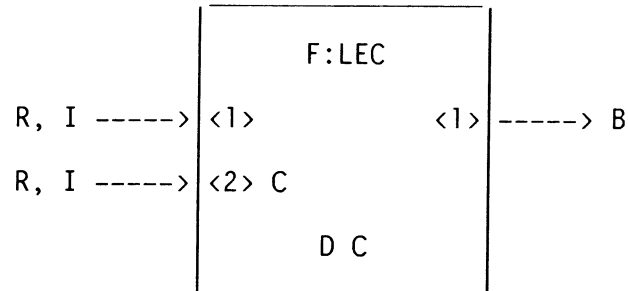 F:LEC
R, I -----> <1> <1> -----> B
R, I -----> <2> C
D C